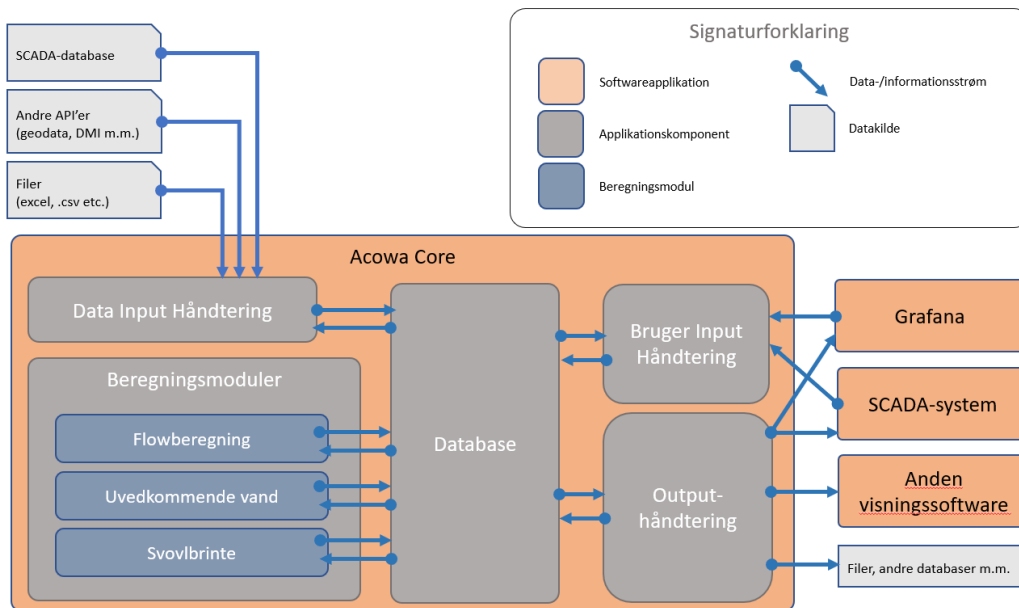 SCADA-database
Andre API'er
(geodata, DMI m.m.)
Filer
(excel, .csv etc.)
Signaturforklaring
Softwareapplikation
Applikationskomponent
Beregningsmodul
Data-/informationsstrøm
Datakilde
Acowa Core
Data Input Håndtering
Beregningsmoduler
Flowberegning
Uvedkommende vand
Svovlbrinte
Database
Bruger Input
Håndtering
Output-
håndtering
Grafana
SCADA-system
Anden
visningssoftware
Filer, andre databaser m.m.